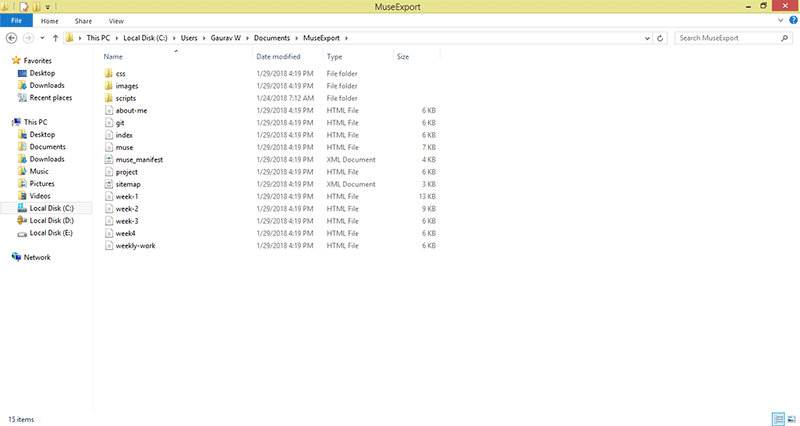 MuseExport
File Home Share View
This PC Local Disk (C:) Users Gaurav W Documents MuseExport Search MuseExport
Name Date modified Type Size
Favorites
Desktop
Downloads
Recent places
This PC
Desktop
Documents
Downloads
Music
Pictures
Videos
Local Disk (C:)
Local Disk (D:)
Local Disk (E:)
Network
css 1/29/2018 4:19 PM File folder
images 1/29/2018 4:19 PM File folder
scripts 1/24/2018 7:12 AM File folder
about-me 1/29/2018 4:19 PM HTML File 6 KB
git 1/29/2018 4:19 PM HTML File 6 KB
index 1/29/2018 4:19 PM HTML File 6 KB
muse 1/29/2018 4:19 PM HTML File 7 KB
muse_manifest 1/29/2018 4:19 PM XML Document 4 KB
project 1/29/2018 4:19 PM HTML File 6 KB
sitemap 1/29/2018 4:19 PM XML Document 3 KB
week-1 1/29/2018 4:19 PM HTML File 13 KB
week-2 1/29/2018 4:19 PM HTML File 9 KB
week-3 1/29/2018 4:19 PM HTML File 6 KB
week4 1/29/2018 4:19 PM HTML File 6 KB
weekly-work 1/29/2018 4:19 PM HTML File 6 KB
15 items